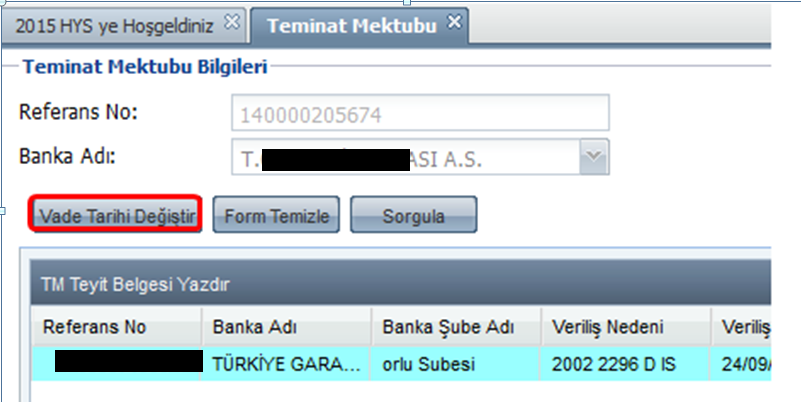 2015 HYS ye Hoşgeldiniz Teminat Mektubu
Teminat Mektubu Bilgileri
Referans No: 140000205674
Banka Adı: T. ASI A.S.
Vade Tarihi Değiştir Form Temizle Sorgula
TM Teyit Belgesi Yazdır
Referans No Banka Adı Banka Şube Adı Veriliş Nedeni Veriliş
TÜRKİYE GARA... orlu Subesi 2002 2296 D IS 24/09/